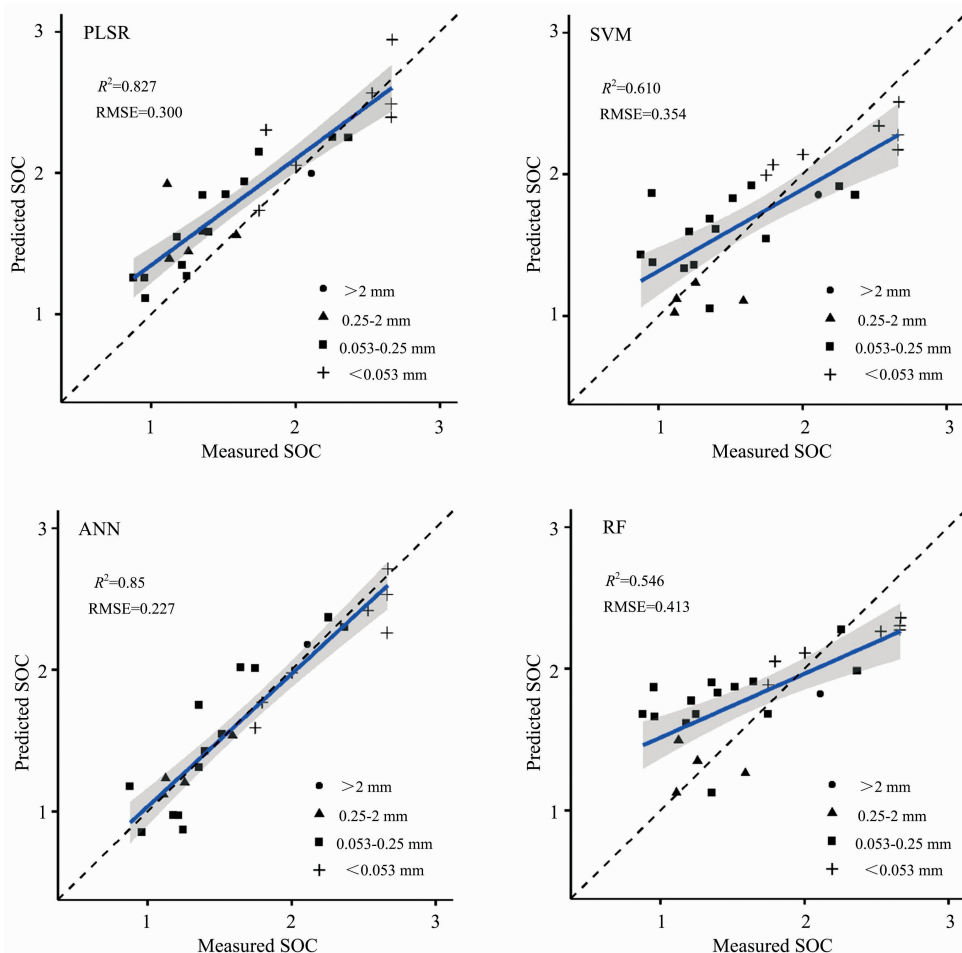 PLSR
R²=0.827
RMSE=0.300
Predicted SOC
3
2
1
>2 mm
0.25-2 mm
0.053-0.25 mm
<0.053 mm
1 2 3
Measured SOC
SVM
R²=0.610
RMSE=0.354
Predicted SOC
3
2
1
>2 mm
0.25-2 mm
0.053-0.25 mm
<0.053 mm
1 2 3
Measured SOC
ANN
R²=0.85
RMSE=0.227
Predicted SOC
3
2
1
>2 mm
0.25-2 mm
0.053-0.25 mm
<0.053 mm
1 2 3
Measured SOC
RF
R²=0.546
RMSE=0.413
Predicted SOC
3
2
1
>2 mm
0.25-2 mm
0.053-0.25 mm
<0.053 mm
1 2 3
Measured SOC